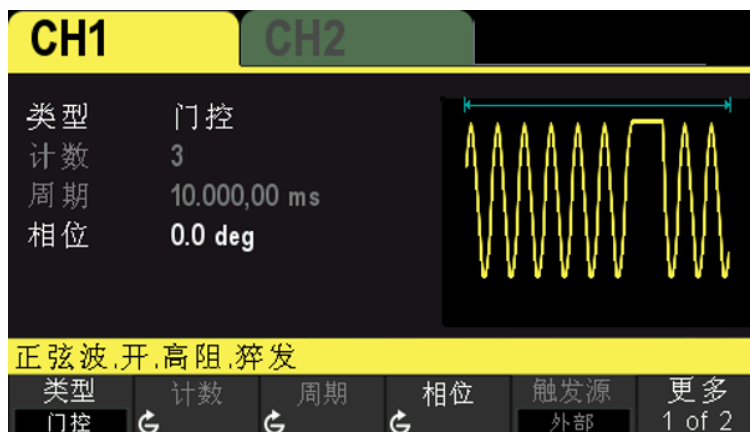 CH1 CH2
类型 门控
计数 3
周期 10.000,00 ms
相位 0.0 deg
正弦波,开,高阻,猝发
类型 计数 周期 相位 触发源 更多
门控 外部 1 of 2